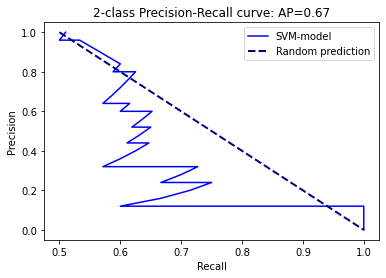 2-class Precision-Recall curve: AP=0.67
SVM-model
Random prediction
Precision
1.0
0.8
0.6
0.4
0.2
0.0
0.5
0.6
0.7
0.8
0.9
1.0
Recall